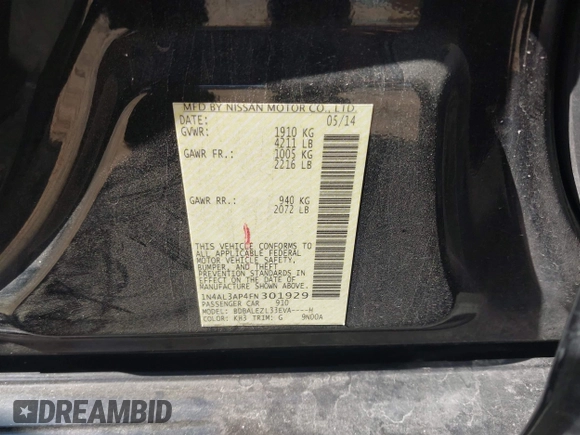 MFD BY NISSAN MOTOR CO., LTD.
DATE: 05/14
GVWR: 1910 KG
4211 LB
GAWR FR.: 1005 KG
2216 LB
GAWR RR.: 940 KG
2072 LB
THIS VEHICLE CONFORMS TO
ALL APPLICABLE FEDERAL
MOTOR VEHICLE SAFETY,
BUMPER, AND THEFT
PREVENTION STANDARDS IN
EFFECT ON THE DATE OF
MANUFACTURE SHOWN ABOVE.
1N4AL3AP4FN301929
PASSENGER CAR 910
MODEL: BDBALEZL33EVA----H
COLOR: KH3 TRIM: G 9N00A
DREAMBID